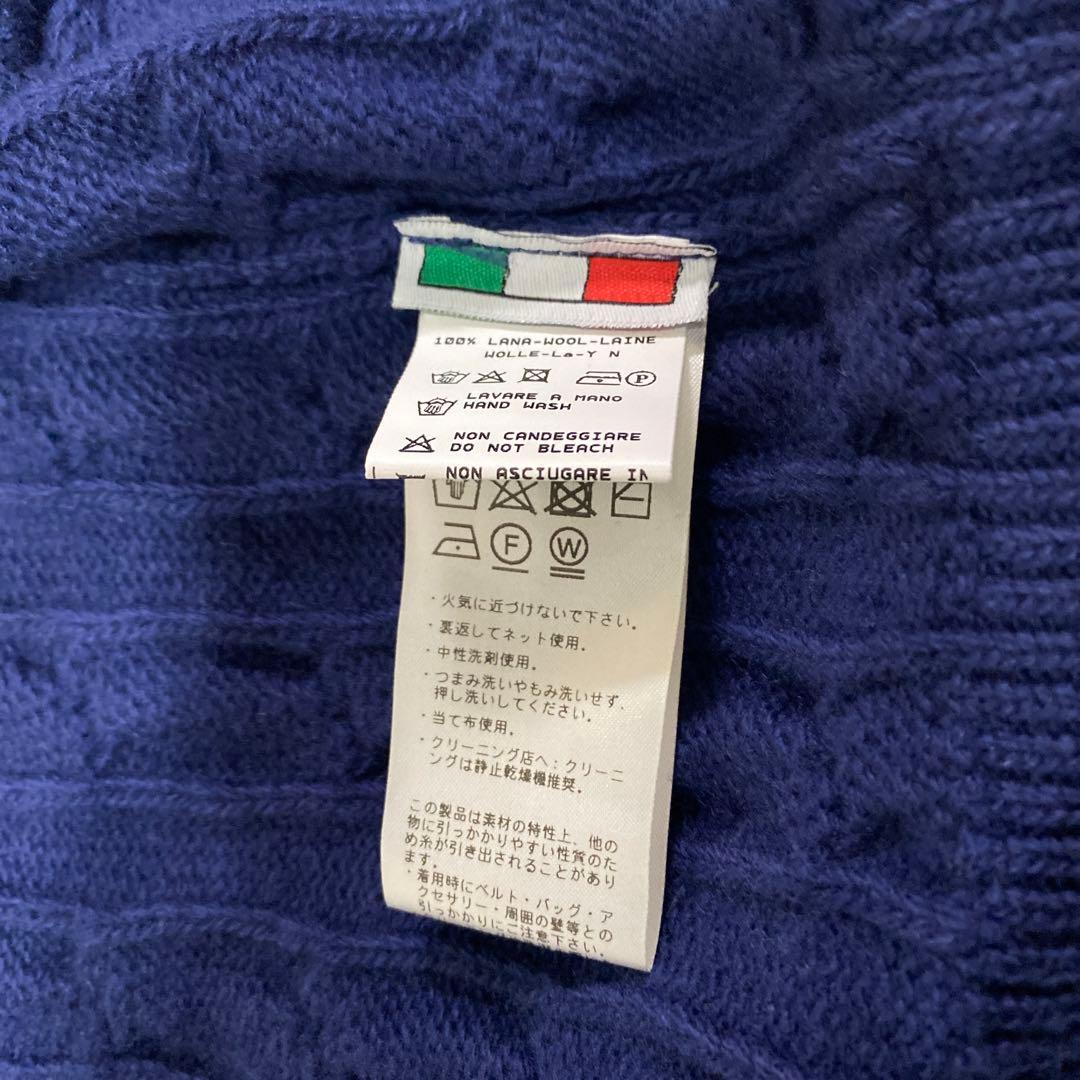 100% LANA-WOOL-LAINE
WOLLE-La-Y N
P
LAVARE A MANO
HAND WASH
NON CANDEGGIARE
DO NOT BLEACH
NON ASCIUGARE IN
F W
・火気に近づけないで下さい。
・裏返してネット使用。
・中性洗剤使用。
・つまみ洗いやもみ洗いせず、
押し洗いしてください。
・当て布使用。
・クリーニング店へ：クリーニ
ングは静止乾燥機推奨。
この製品は素材の特性上、他の
物に引っかかりやすい性質のた
め糸が引き出されることがあり
ます。
・着用時にベルト・バッグ・ア
クセサリー・周囲の壁等との
引っかかりにご注意下さい。